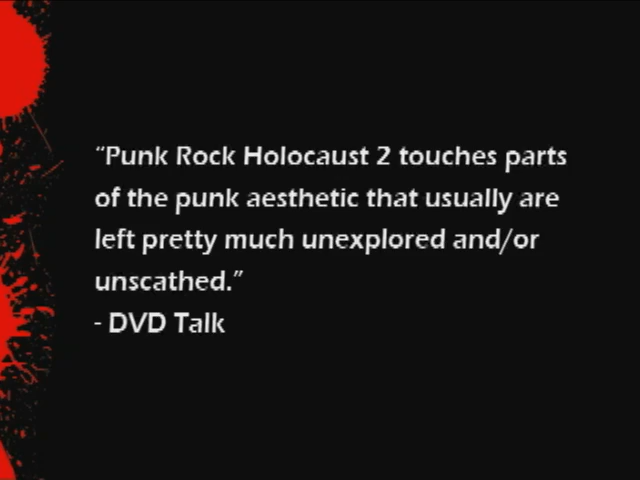 “Punk Rock Holocaust 2 touches parts
of the punk aesthetic that usually are
left pretty much unexplored and/or
unscathed.”
- DVD Talk